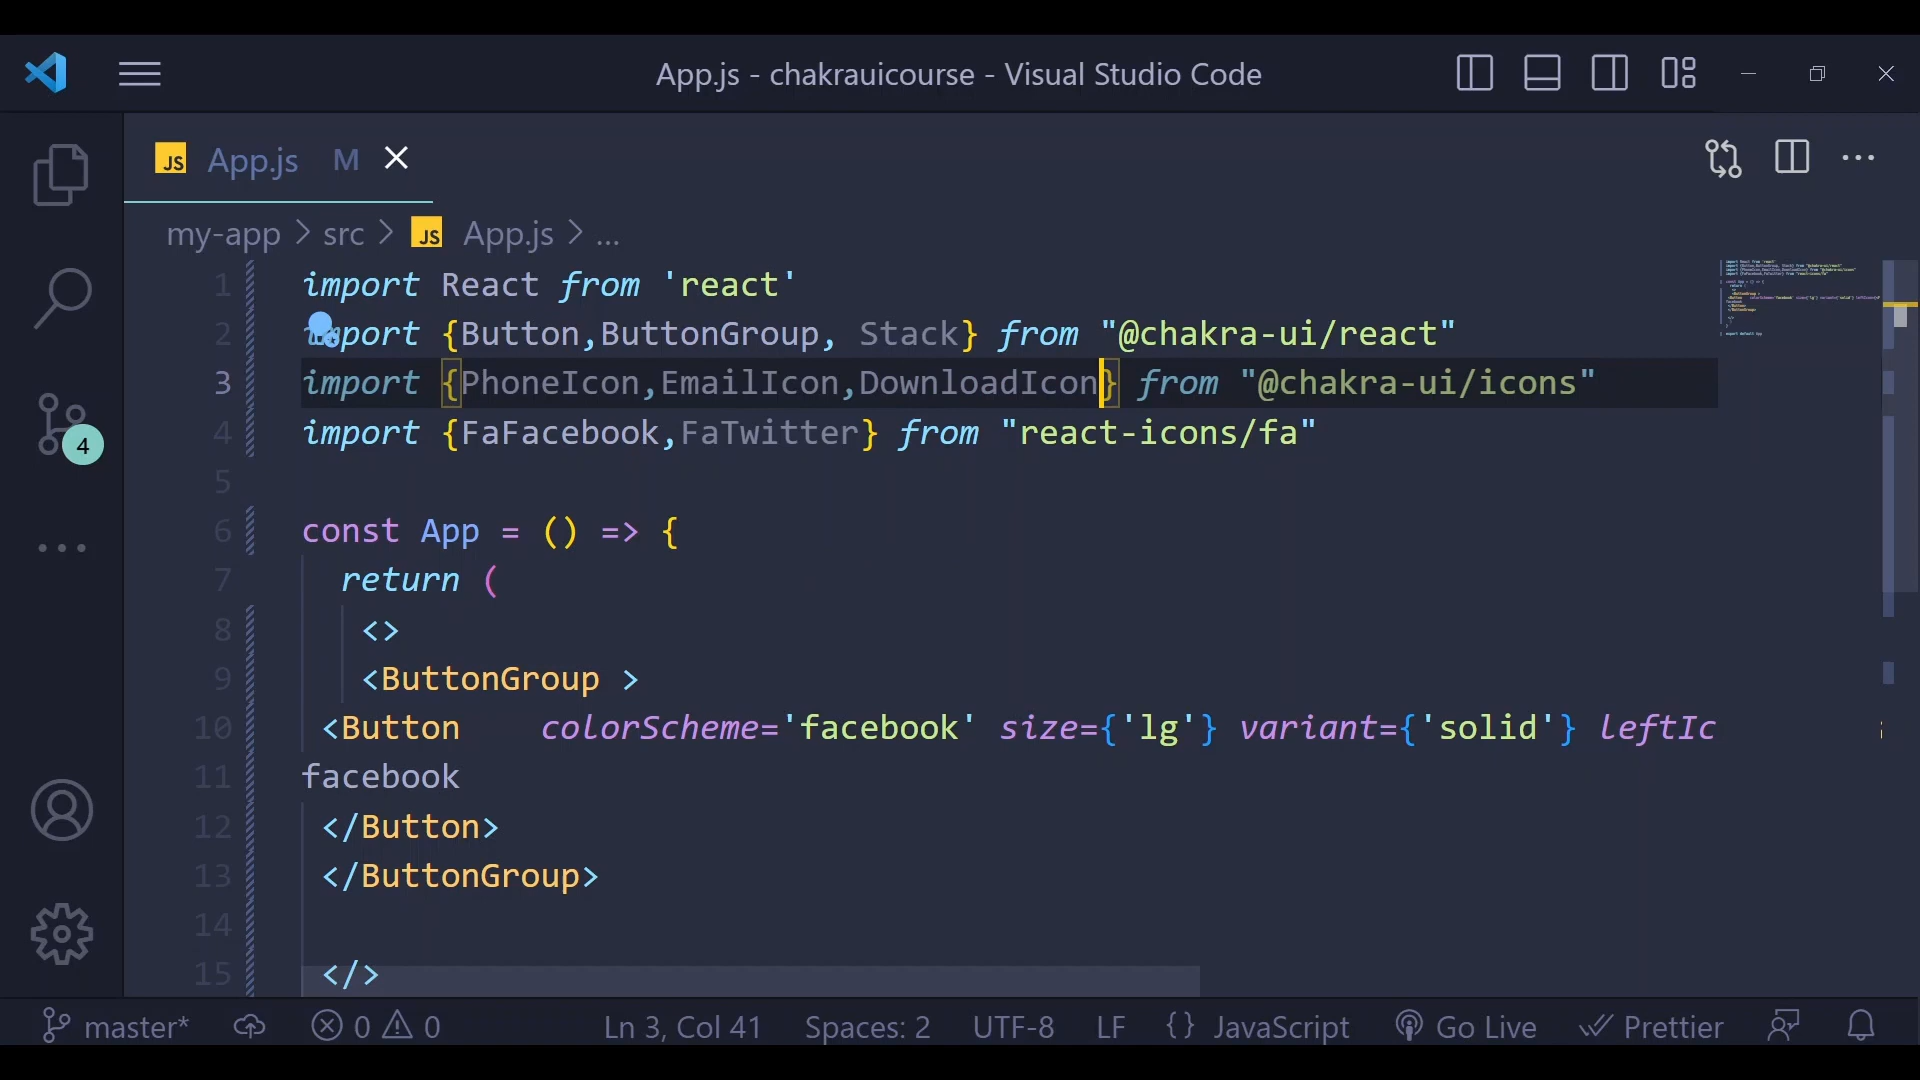 App.js - chakrauicourse - Visual Studio Code
JS App.js M
my-app > src > JS App.js > ...
1 import React from 'react'
2 import {Button,ButtonGroup, Stack} from "@chakra-ui/react"
3 import {PhoneIcon,EmailIcon,DownloadIcon} from "@chakra-ui/icons"
4 import {FaFacebook,FaTwitter} from "react-icons/fa"
5
6 const App = () => {
7 return (
8 <>
9 <ButtonGroup >
10 <Button colorScheme='facebook' size={'lg'} variant={'solid'} leftIc
11 facebook
12 </Button>
13 </ButtonGroup>
14
15 </>
4
master* 0 0 Ln 3, Col 41 Spaces: 2 UTF-8 LF {} JavaScript Go Live Prettier